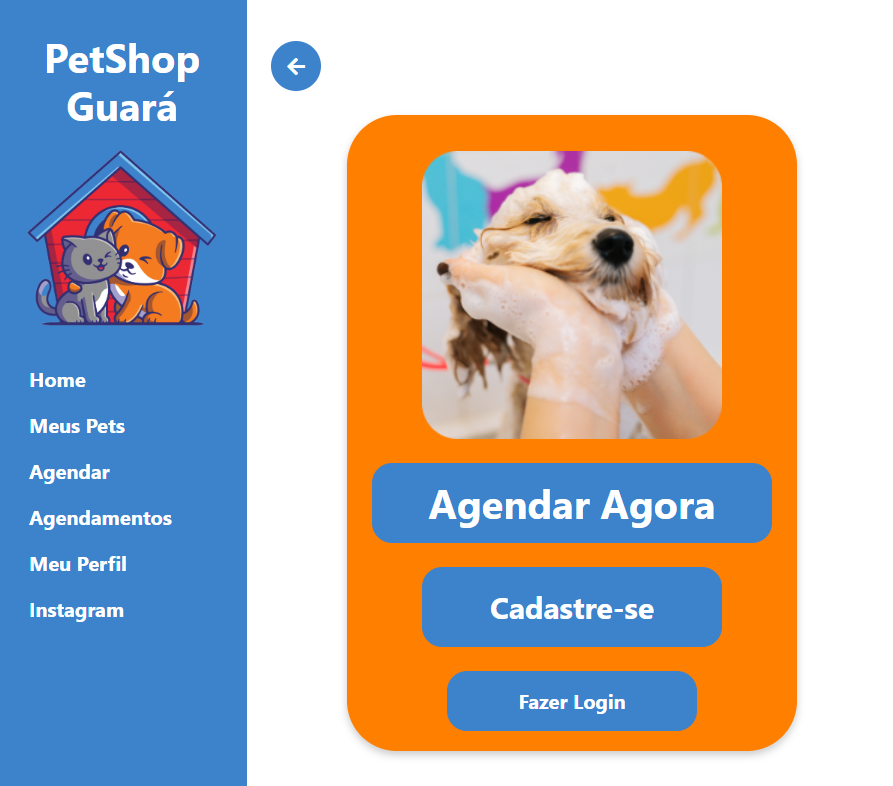 PetShop
Guará
Home
Meus Pets
Agendar
Agendamentos
Meu Perfil
Instagram
Agendar Agora
Cadastre-se
Fazer Login